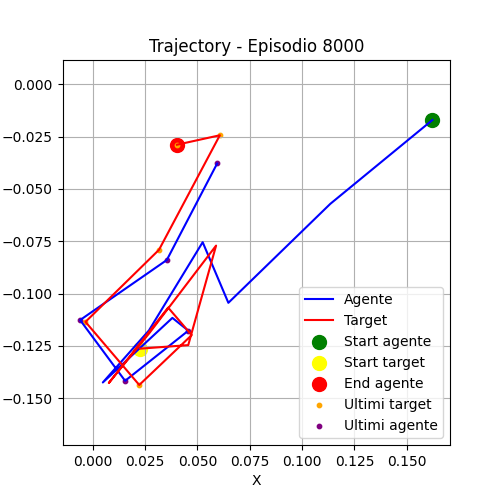 Trajectory - Episodio 8000
0.000
−0.025
−0.050
−0.075
−0.100
−0.125
−0.150
Agente
Target
Start agente
Start target
End agente
Ultimi target
Ultimi agente
0.000 0.025 0.050 0.075 0.100 0.125 0.150
X